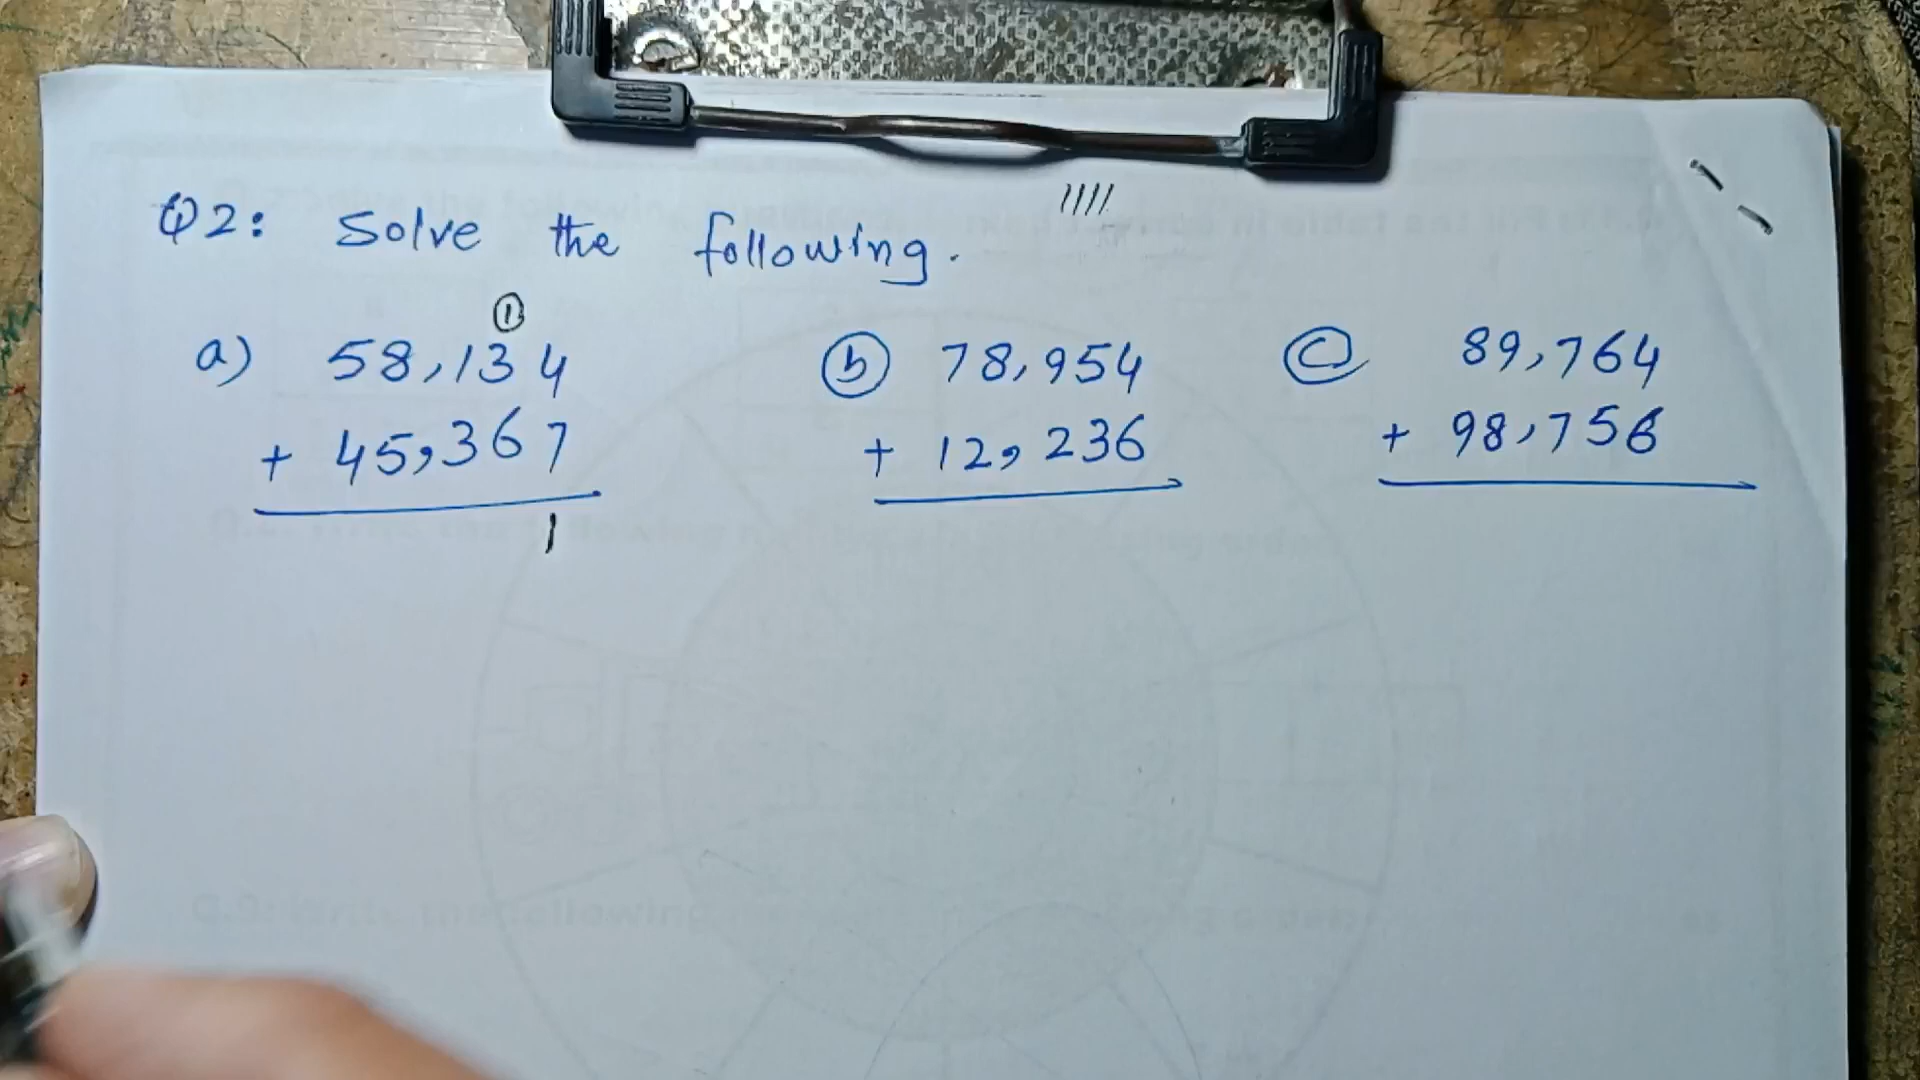 Q2: Solve the following.
////
1
a) 58,134
+ 45,367
1
b 78,954
+ 12,236
c 89,764
+ 98,756